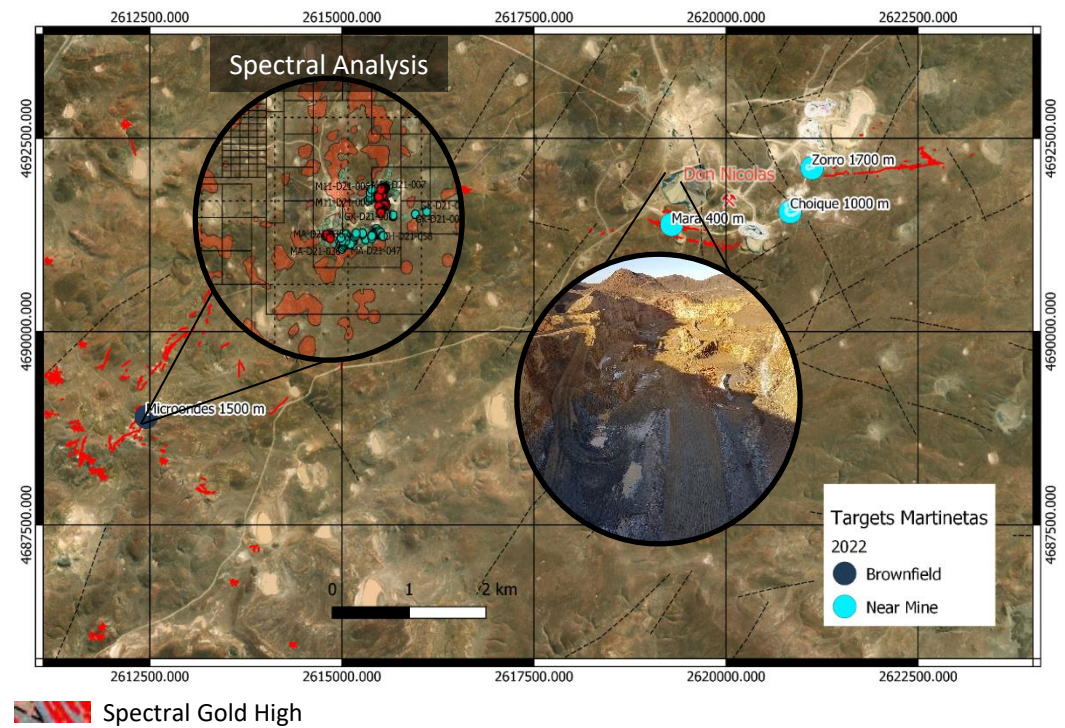 2612500.000 2615000.000 2617500.000 2620000.000 2622500.000
Spectral Analysis
4692500.000
4692500.000
Zorro 1700 m
Don Nicolas
Choique 1000 m
Mara 400 m
MA-D21-047
4690000.000
4690000.000
Microondes 1500 m
4687500.000
4687500.000
Targets Martinetas
2022
Brownfield
Near Mine
0 1 2 km
2612500.000 2615000.000 2617500.000 2620000.000 2622500.000
Spectral Gold High